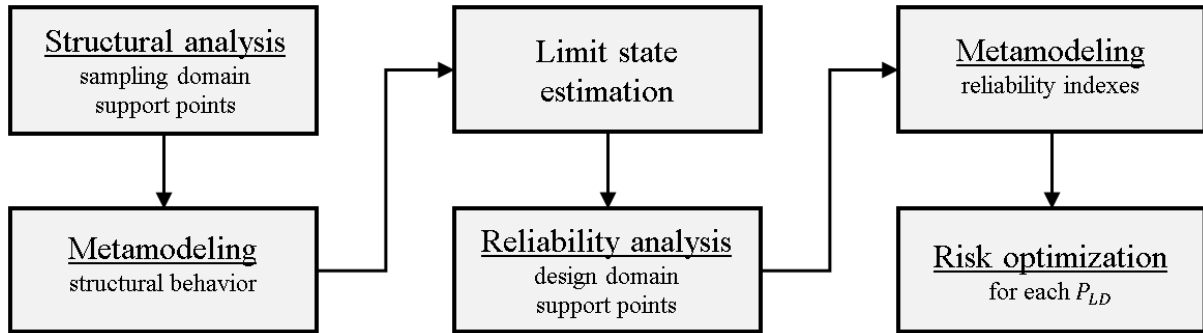 Structural analysis
sampling domain
support points
Metamodeling
structural behavior
Limit state
estimation
Reliability analysis
design domain
support points
Metamodeling
reliability indexes
Risk optimization
for each P_LD